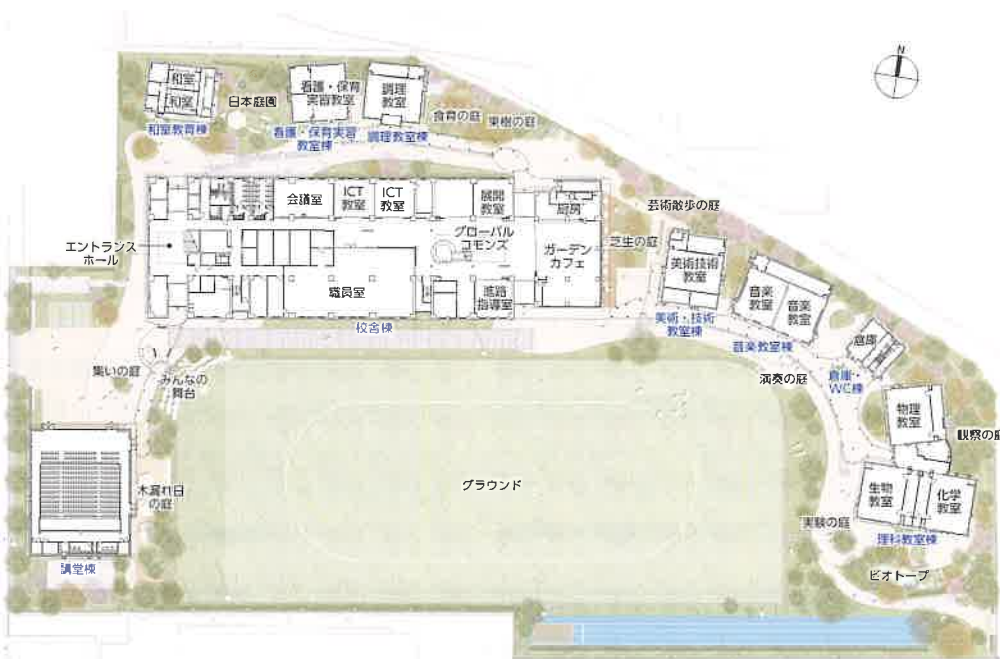 N
和室
和室
和室教育棟
日本庭園
看護・保育
実習教室
看護・保育実習
教室棟
調理
教室
調理教室棟
食育の庭
果樹の庭
会議室
ICT
教室
ICT
教室
展開
教室
厨房
グローバル
コモンズ
ガーデン
カフェ
エントランス
ホール
職員室
進路
指導室
校舎棟
芸術散歩の庭
芝生の庭
美術技術
教室
美術・技術
教室棟
音楽
教室
音楽
教室
音楽教室棟
倉庫
倉庫・
WC棟
演奏の庭
集いの庭
みんなの
舞台
物理
教室
観察の庭
グラウンド
木漏れ日
の庭
講堂棟
生物
教室
化学
教室
実験の庭
理科教室棟
ビオトープ